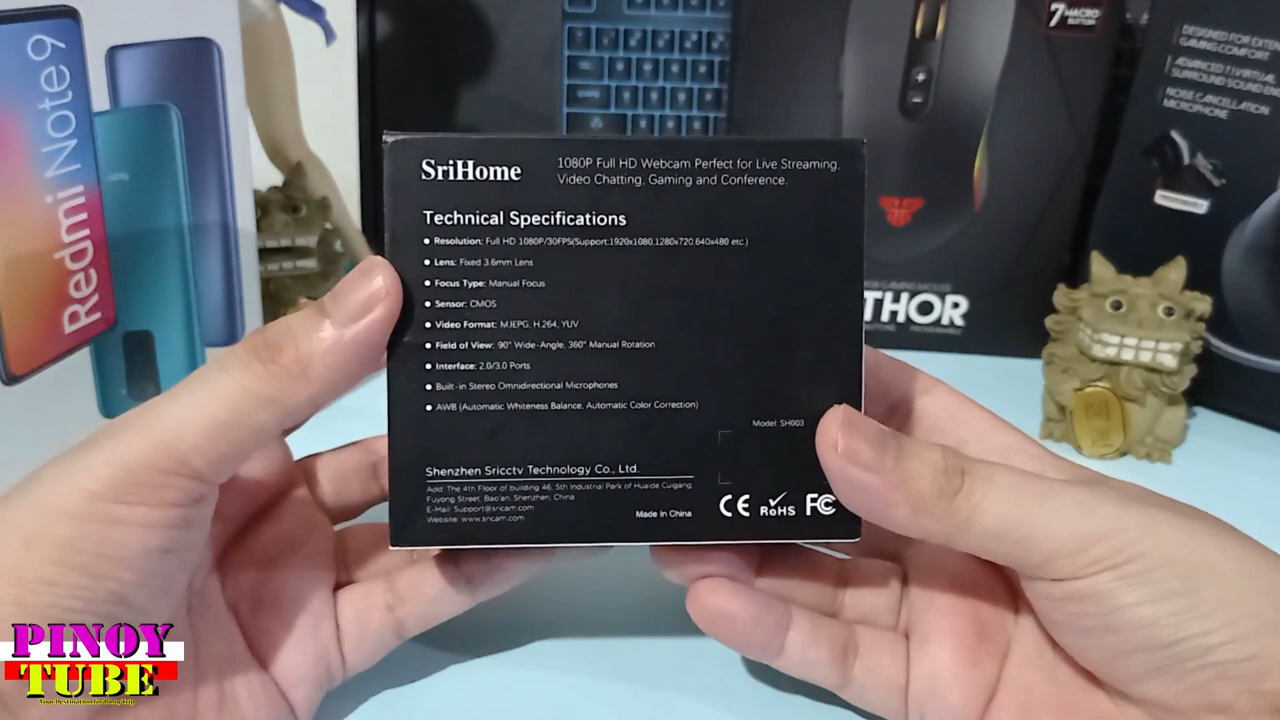 Redmi Note 9
7 MACRO
BUTTON
DESIGNED FOR
GAMING COMFORT
ADVANCED 7.1 VIRTUAL
SURROUND SOUND
NOISE CANCELLATION
MICROPHONE
THOR
SriHome
1080P Full HD Webcam Perfect for Live Streaming,
Video Chatting, Gaming and Conference.
Technical Specifications
Resolution: Full HD 1080P/30FPS(Support:1920x1080,1280x720,640x480 etc.)
Lens: Fixed 3.6mm Lens
Focus Type: Manual Focus
Sensor: CMOS
Video Format: MJEPG, H.264, YUV
Field of View: 90° Wide-Angle, 360° Manual Rotation
Interface: 2.0/3.0 Ports
Built-in Stereo Omnidirectional Microphones
AWB (Automatic Whiteness Balance, Automatic Color Correction)
Model: SH003
Shenzhen Sricctv Technology Co., Ltd.
Add: The 4th Floor of building 46, 5th Industrial Park of Huaide Cuigang,
Fuyong Street, Bao'an, Shenzhen, China
E-Mail: Support@sricam.com
Website: www.sricam.com
Made in China
CE RoHS FC
PINOY
TUBE